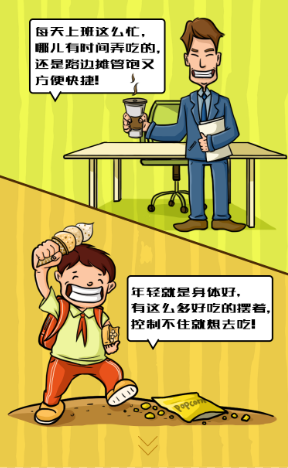 每天上班这么忙，
哪儿有时间弄吃的，
还是路边摊管饱又
方便快捷！
年轻就是身体好，
有这么多好吃的摆着，
控制不住就想去吃！
POPCORN